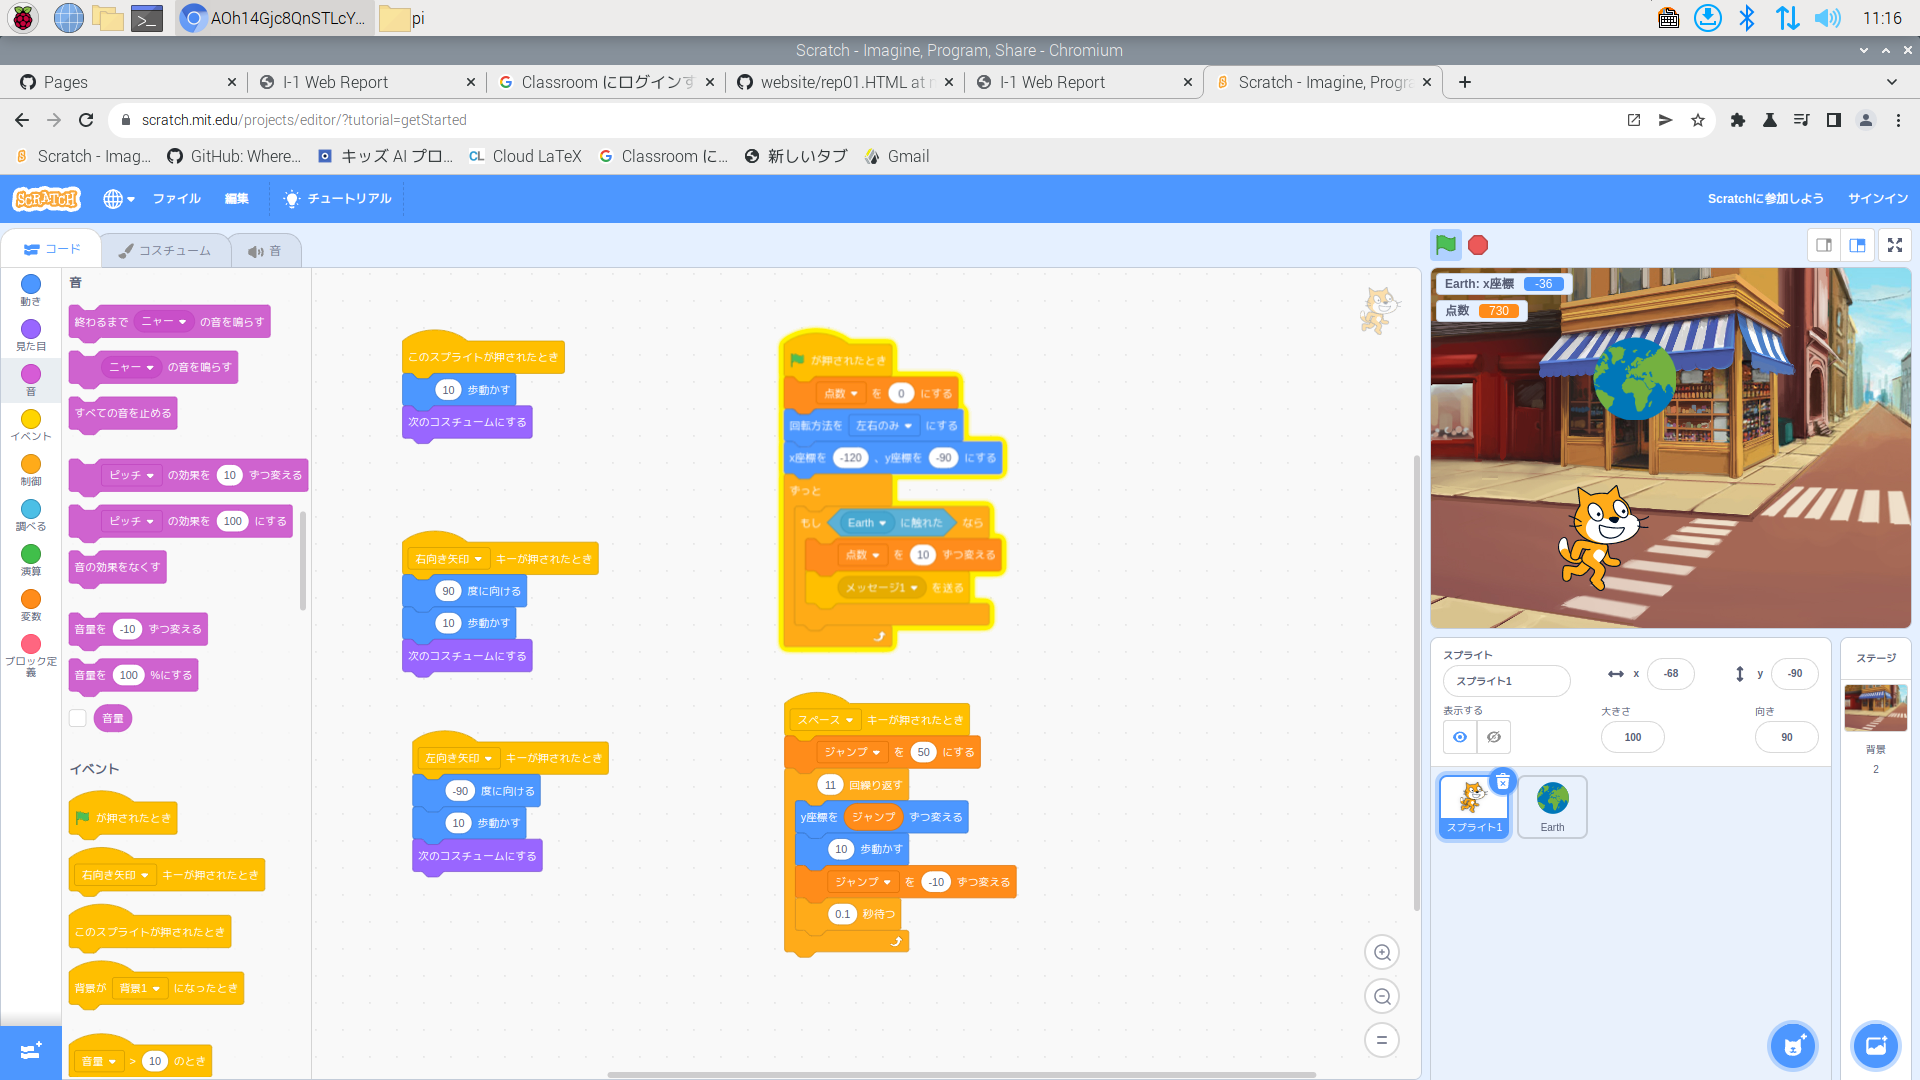 AOh14Gjc8QnSTLcY...
pi
11:16
Scratch - Imagine, Program, Share - Chromium
Pages
I-1 Web Report
Classroom にログインす
website/rep01.HTML at r
I-1 Web Report
Scratch - Imagine, Progra
scratch.mit.edu/projects/editor/?tutorial=getStarted
Scratch - Imag...
GitHub: Where...
キッズ AI プロ...
CL Cloud LaTeX
Classroom に...
新しいタブ
Gmail
SCRATCH
ファイル
編集
チュートリアル
Scratchに参加しよう
サインイン
コード
コスチューム
音
動き
見た目
音
イベント
制御
調べる
演算
変数
ブロック定
義
音
終わるまで ニャー の音を鳴らす
ニャー の音を鳴らす
すべての音を止める
ピッチ の効果を 10 ずつ変える
ピッチ の効果を 100 にする
音の効果をなくす
音量を -10 ずつ変える
音量を 100 %にする
音量
イベント
が押されたとき
右向き矢印 キーが押されたとき
このスプライトが押されたとき
背景が 背景1 になったとき
音量 > 10 のとき
このスプライトが押されたとき
10 歩動かす
次のコスチュームにする
右向き矢印 キーが押されたとき
90 度に向ける
10 歩動かす
次のコスチュームにする
左向き矢印 キーが押されたとき
-90 度に向ける
10 歩動かす
次のコスチュームにする
が押されたとき
点数 を 0 にする
回転方法を 左右のみ にする
x座標を -120 、y座標を -90 にする
ずっと
もし Earth に触れた なら
点数 を 10 ずつ変える
メッセージ1 を送る
スペース キーが押されたとき
ジャンプ を 50 にする
11 回繰り返す
y座標を ジャンプ ずつ変える
10 歩動かす
ジャンプ を -10 ずつ変える
0.1 秒待つ
Earth: x座標 -36
点数 730
スプライト
スプライト1
x -68
y -90
表示する
大きさ
100
向き
90
スプライト1
Earth
ステージ
背景
2